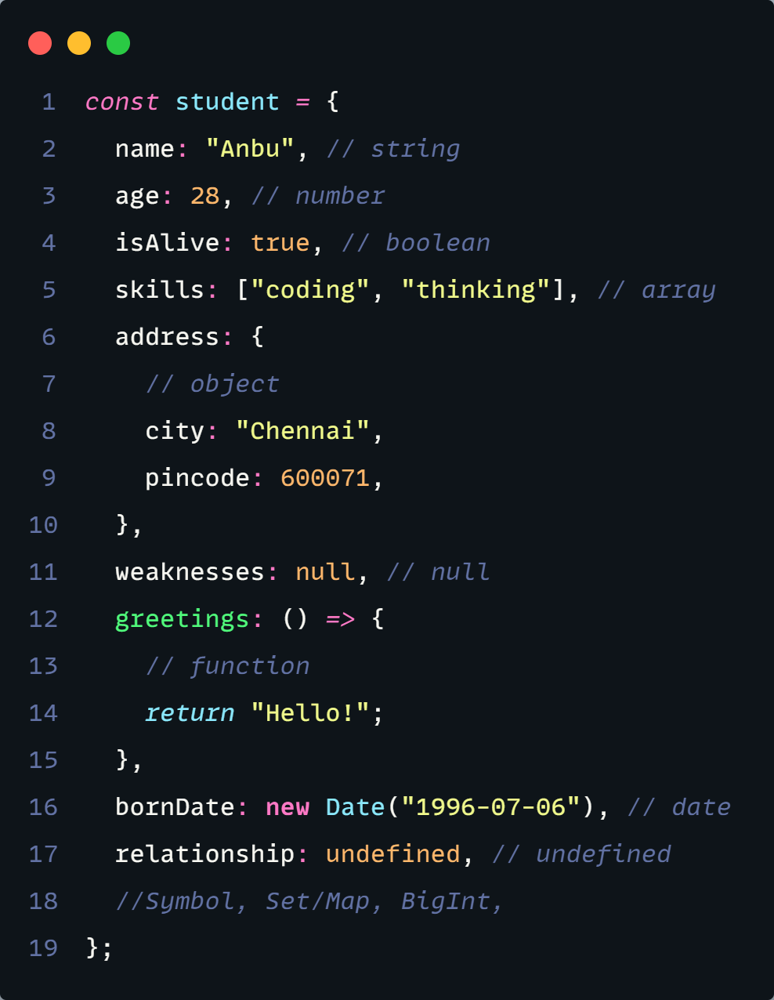 1 const student = {
2   name: "Anbu", // string
3   age: 28, // number
4   isAlive: true, // boolean
5   skills: ["coding", "thinking"], // array
6   address: {
7     // object
8     city: "Chennai",
9     pincode: 600071,
10   },
11   weaknesses: null, // null
12   greetings: () => {
13     // function
14     return "Hello!";
15   },
16   bornDate: new Date("1996-07-06"), // date
17   relationship: undefined, // undefined
18   //Symbol, Set/Map, BigInt,
19 };